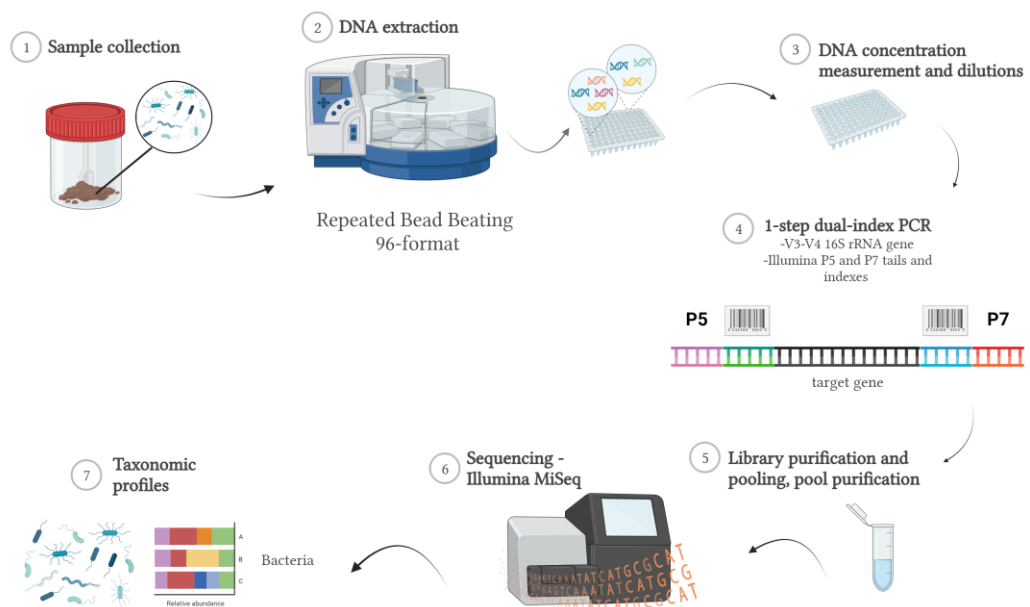 1
Sample collection
2
DNA extraction
Repeated Bead Beating
96-format
3
DNA concentration
measurement and dilutions
4
1-step dual-index PCR
-V3-V4 16S rRNA gene
-Illumina P5 and P7 tails and
indexes
P5
P7
target gene
5
Library purification and
pooling, pool purification
6
Sequencing -
Illumina MiSeq
7
Taxonomic
profiles
A
B
C
Relative abundance
Bacteria